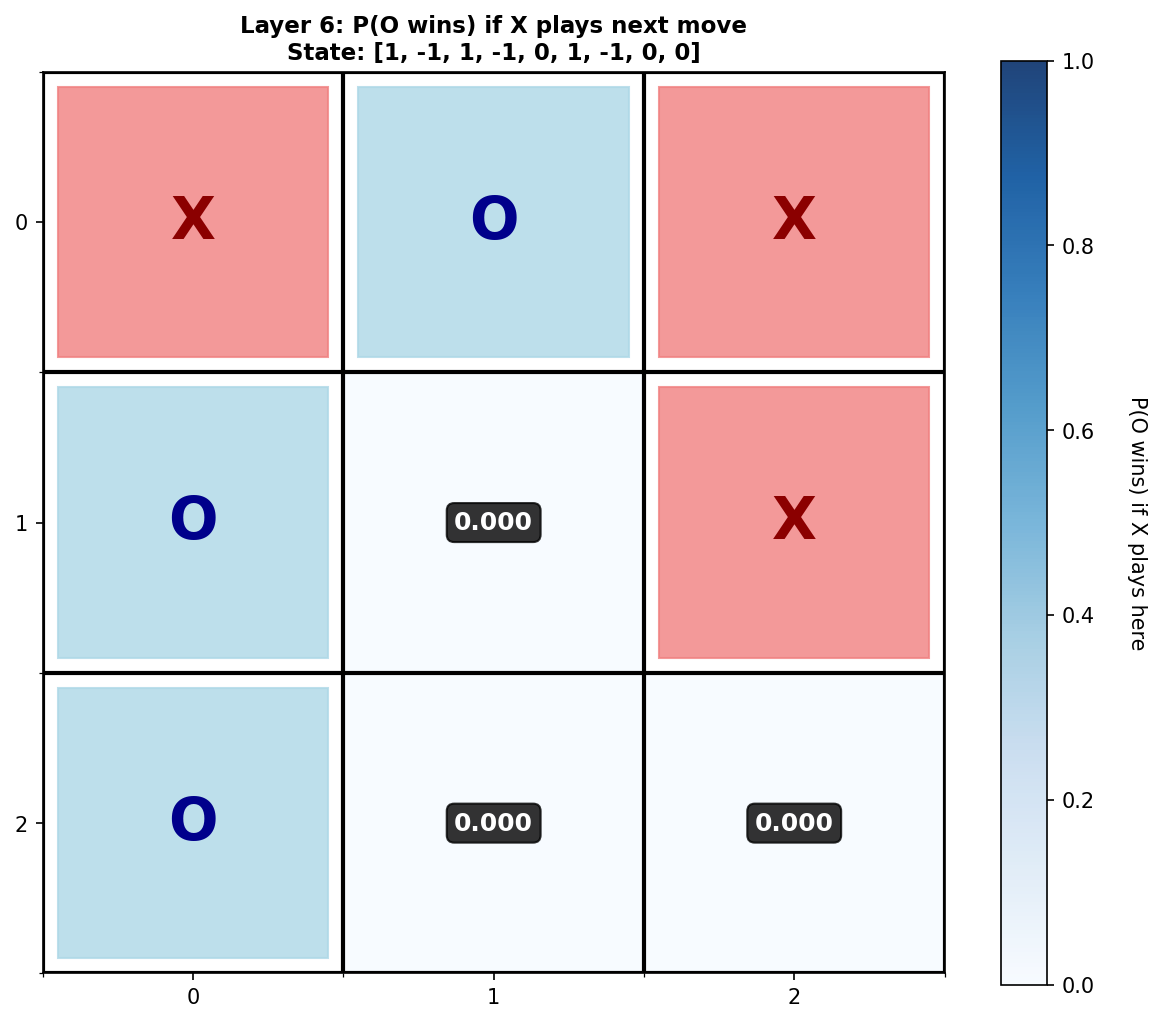 Layer 6: P(O wins) if X plays next move
State: [1, -1, 1, -1, 0, 1, -1, 0, 0]
0
X
O
X
1
O
0.000
X
2
O
0.000
0.000
0
1
2
1.0
0.8
0.6
0.4
0.2
0.0
P(O wins) if X plays here